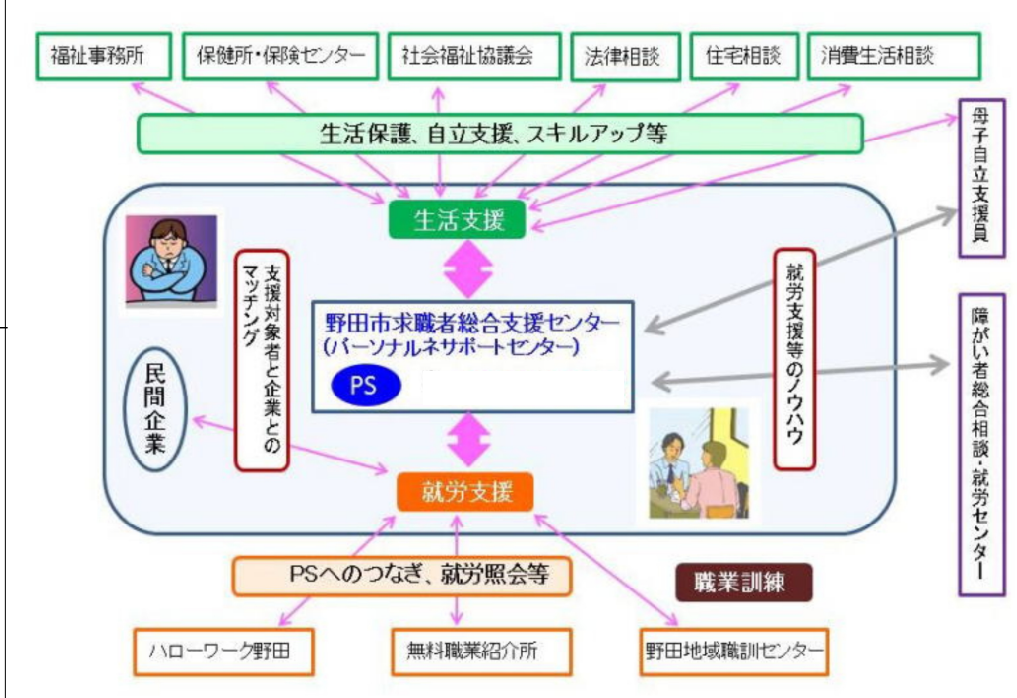 福祉事務所
保健所・保険センター
社会福祉協議会
法律相談
住宅相談
消費生活相談
生活保護、自立支援、スキルアップ等
母子自立支援員
生活支援
支援対象者と企業との
マッチング
就労支援等のノウハウ
野田市求職者総合支援センター
(パーソナルネサポートセンター)
PS
民間企業
障がい者総合相談・就労センター
就労支援
PSへのつなぎ、就労照会等
職業訓練
ハローワーク野田
無料職業紹介所
野田地域職訓センター